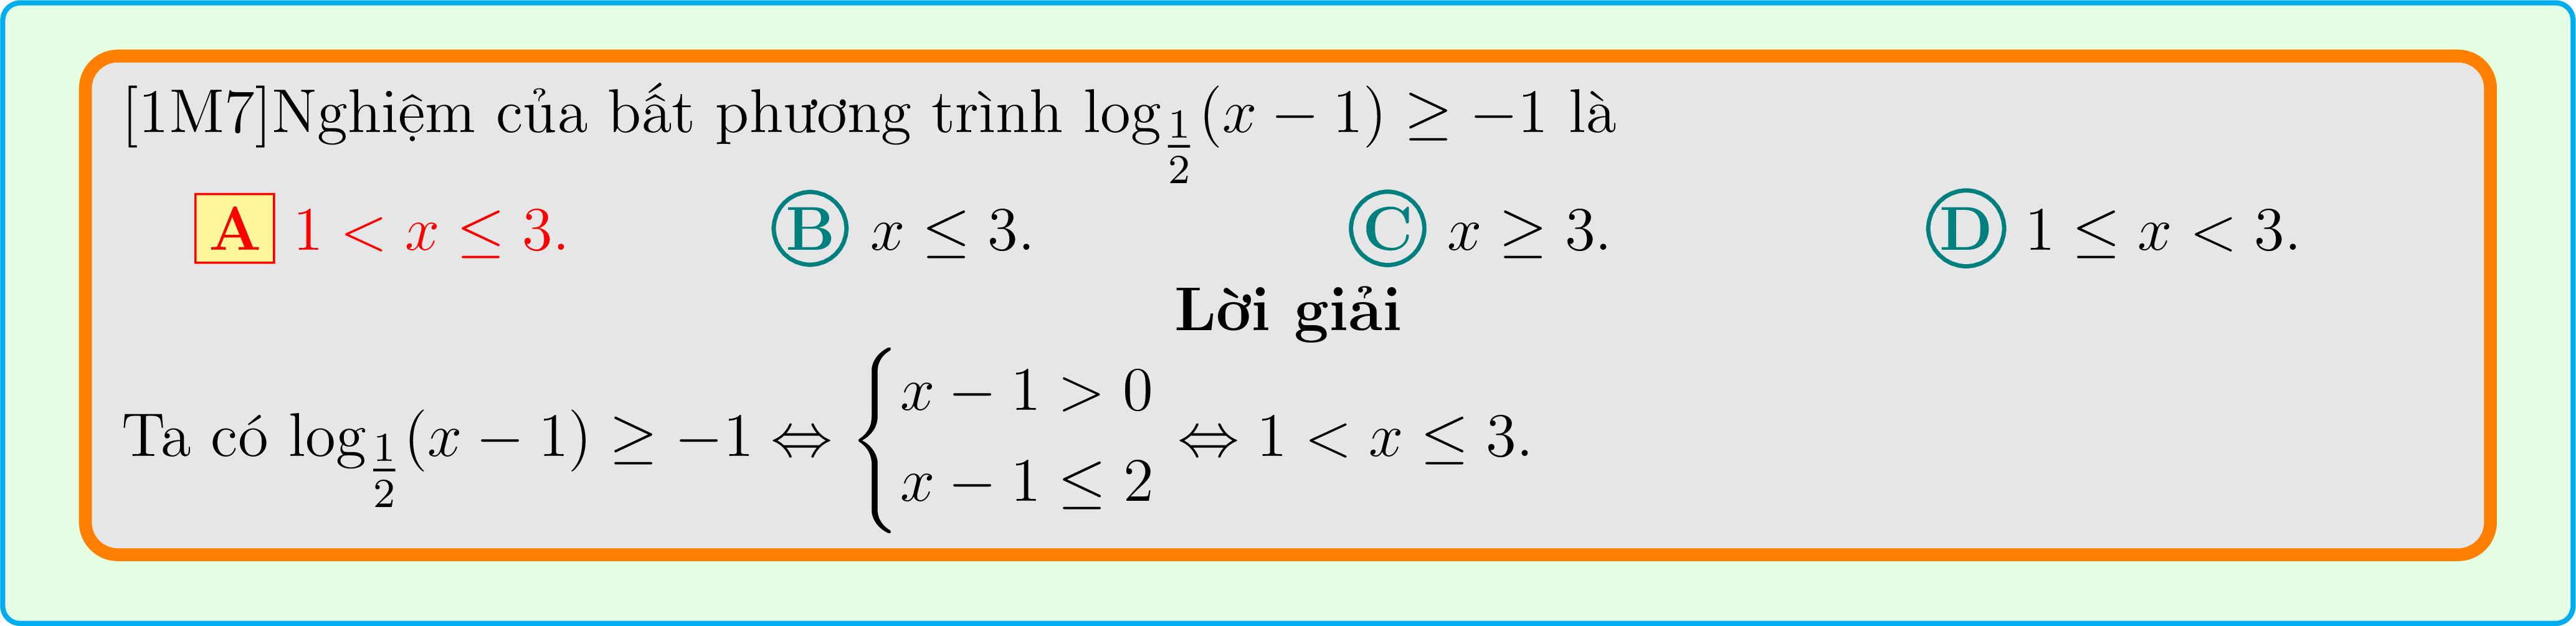 [1M7]Nghiệm của bất phương trình $\log_{\frac{1}{2}}(x-1) \geq -1$ là
A $1 < x \leq 3$. B $x \leq 3$. C $x \geq 3$. D $1 \leq x < 3$.
Lời giải
Ta có $\log_{\frac{1}{2}}(x-1) \geq -1 \Leftrightarrow \begin{cases} x-1 > 0 \\ x-1 \leq 2 \end{cases} \Leftrightarrow 1 < x \leq 3$.